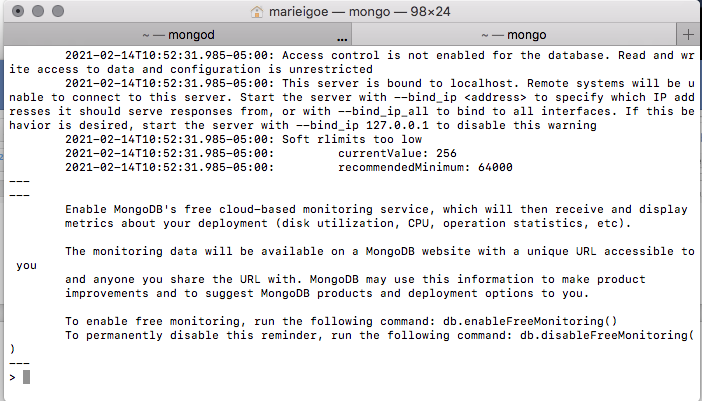 marieigoe — mongo — 98×24
~ — mongod ...
~ — mongo +
2021-02-14T10:52:31.985-05:00: Access control is not enabled for the database. Read and wr
ite access to data and configuration is unrestricted
2021-02-14T10:52:31.985-05:00: This server is bound to localhost. Remote systems will be u
nable to connect to this server. Start the server with --bind_ip <address> to specify which IP add
resses it should serve responses from, or with --bind_ip_all to bind to all interfaces. If this be
havior is desired, start the server with --bind_ip 127.0.0.1 to disable this warning
2021-02-14T10:52:31.985-05:00: Soft rlimits too low
2021-02-14T10:52:31.985-05:00:         currentValue: 256
2021-02-14T10:52:31.985-05:00:         recommendedMinimum: 64000
---
---
Enable MongoDB's free cloud-based monitoring service, which will then receive and display
metrics about your deployment (disk utilization, CPU, operation statistics, etc).
The monitoring data will be available on a MongoDB website with a unique URL accessible to
you
and anyone you share the URL with. MongoDB may use this information to make product
improvements and to suggest MongoDB products and deployment options to you.
To enable free monitoring, run the following command: db.enableFreeMonitoring()
To permanently disable this reminder, run the following command: db.disableFreeMonitoring(
)
---
>